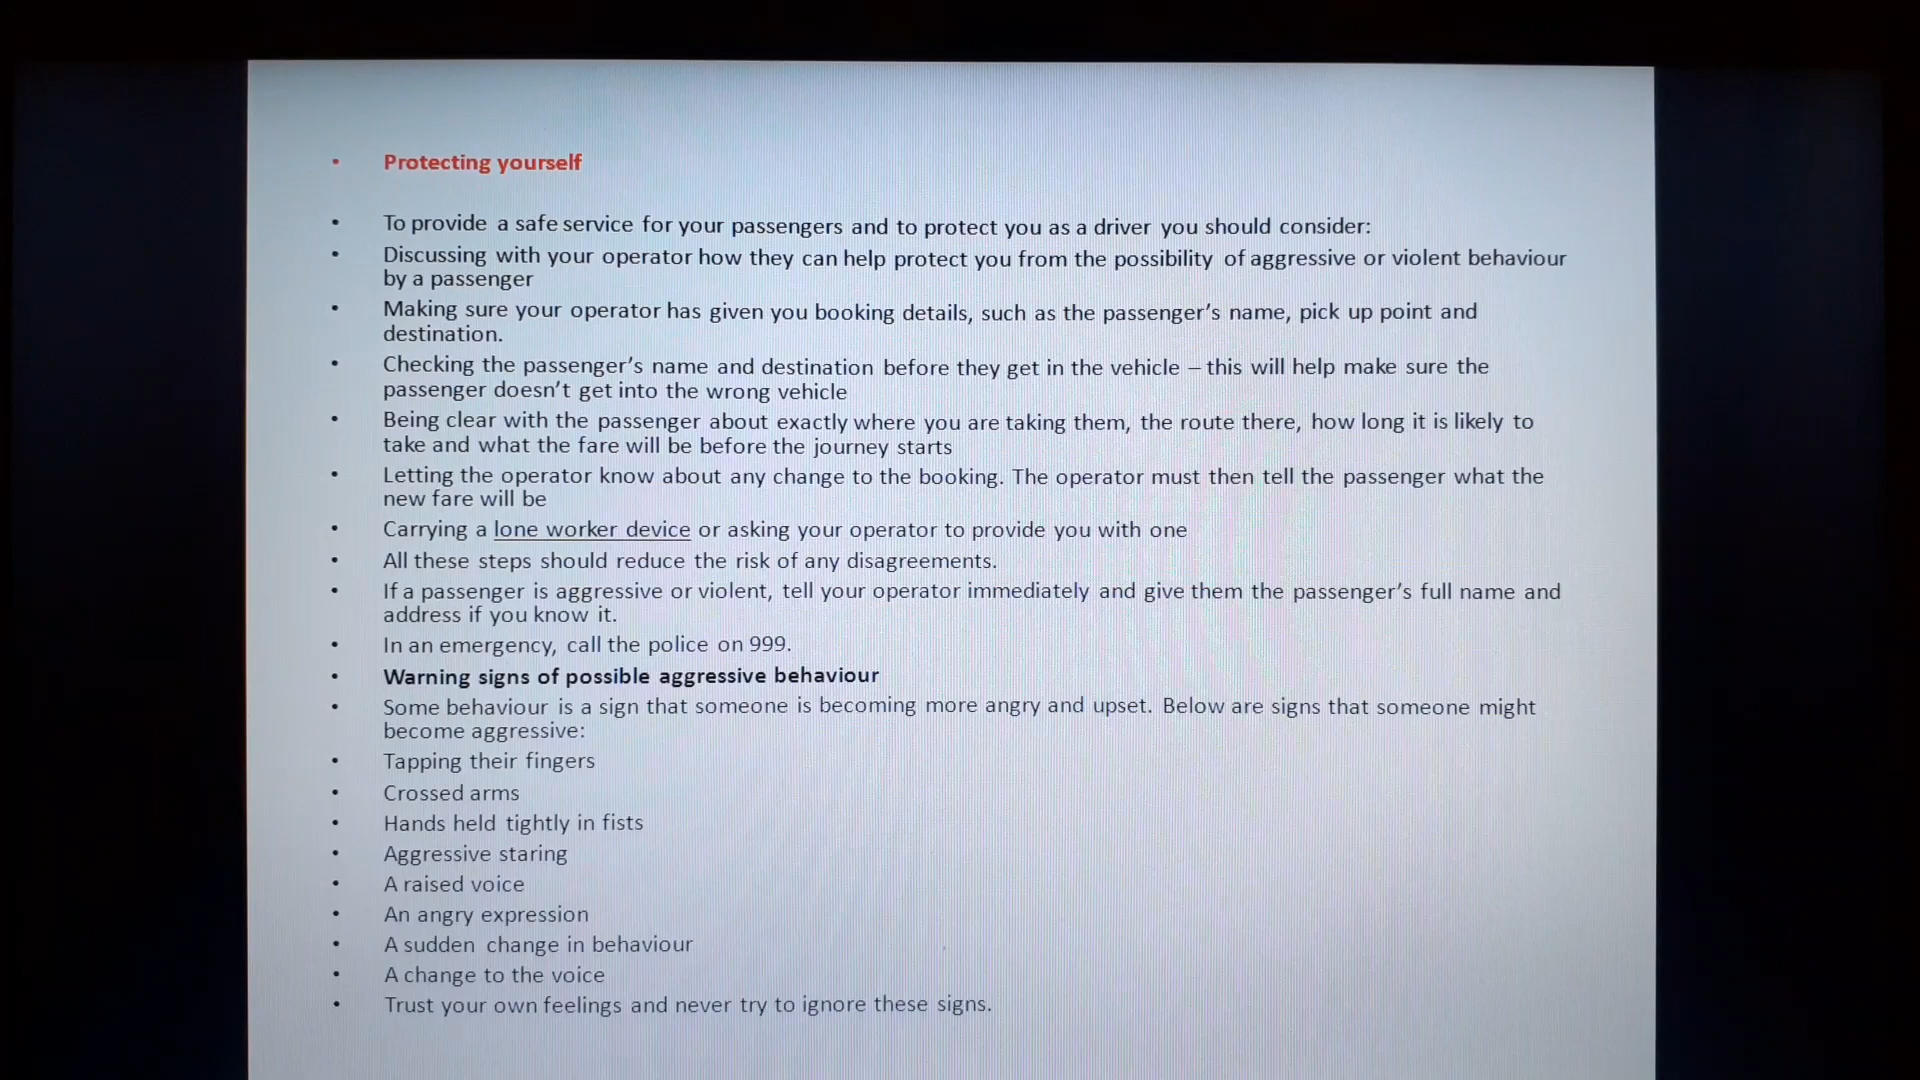 • Protecting yourself
• To provide a safe service for your passengers and to protect you as a driver you should consider:
• Discussing with your operator how they can help protect you from the possibility of aggressive or violent behaviour
by a passenger
• Making sure your operator has given you booking details, such as the passenger’s name, pick up point and
destination.
• Checking the passenger’s name and destination before they get in the vehicle – this will help make sure the
passenger doesn’t get into the wrong vehicle
• Being clear with the passenger about exactly where you are taking them, the route there, how long it is likely to
take and what the fare will be before the journey starts
• Letting the operator know about any change to the booking. The operator must then tell the passenger what the
new fare will be
• Carrying a lone worker device or asking your operator to provide you with one
• All these steps should reduce the risk of any disagreements.
• If a passenger is aggressive or violent, tell your operator immediately and give them the passenger’s full name and
address if you know it.
• In an emergency, call the police on 999.
• Warning signs of possible aggressive behaviour
• Some behaviour is a sign that someone is becoming more angry and upset. Below are signs that someone might
become aggressive:
• Tapping their fingers
• Crossed arms
• Hands held tightly in fists
• Aggressive staring
• A raised voice
• An angry expression
• A sudden change in behaviour
• A change to the voice
• Trust your own feelings and never try to ignore these signs.